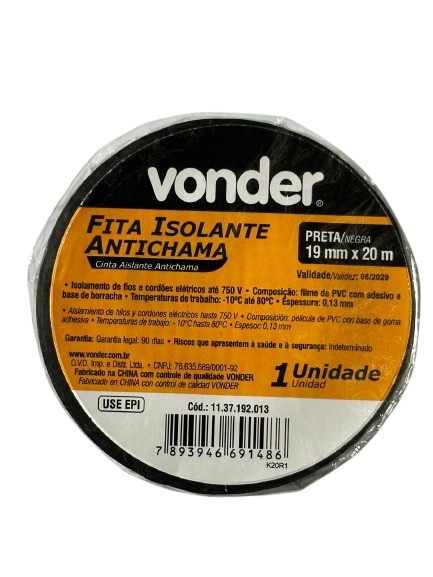 vonder®
FITA ISOLANTE
ANTICHAMA
Cinta Aislante Antichama
PRETA/NEGRA
19 mm x 20 m
Validade/Validez: 06/2029
• Isolamento de fios e cordões elétricos até 750 V • Composição: filme de PVC com adesivo a
base de borracha • Temperaturas de trabalho: -10ºC até 80ºC • Espessura: 0,13 mm
• Aislamiento de hilos y cordones eléctricos hasta 750 V • Composición: película de PVC con base de goma
adhesiva • Temperaturas de trabajo: -10ºC hasta 80ºC • Espesor: 0,13 mm
Garantia: Garantia legal: 90 dias • Riscos que apresentem à saúde e à segurança: Indeterminado
www.vonder.com.br
O.V.D. Imp. e Distr. Ltda. • CNPJ: 76.635.689/0001-92
Fabricado na CHINA com controle de qualidade VONDER
Fabricado en CHINA con control de calidad VONDER
1 Unidade
Unidad
USE EPI
Cód.: 11.37.192.013
7 893946 691486
K20R1